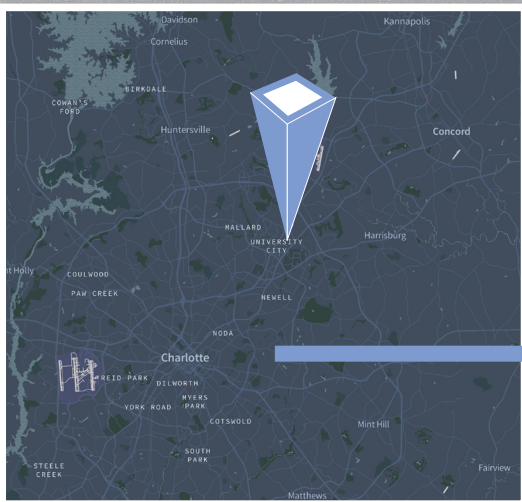 Davidson
Kannapolis
Cornelius
BIRKDALE
COWAN'S
FORD
Huntersville
Concord
MALLARD
UNIVERSITY
CITY
Harrisburg
nt Holly
COULWOOD
PAW CREEK
NEWELL
NODA
Charlotte
REID PARK
DILWORTH
MYERS
PARK
YORK ROAD
COTSWOLD
Mint Hill
SOUTH
PARK
STEELE
CREEK
Fairview
Matthews